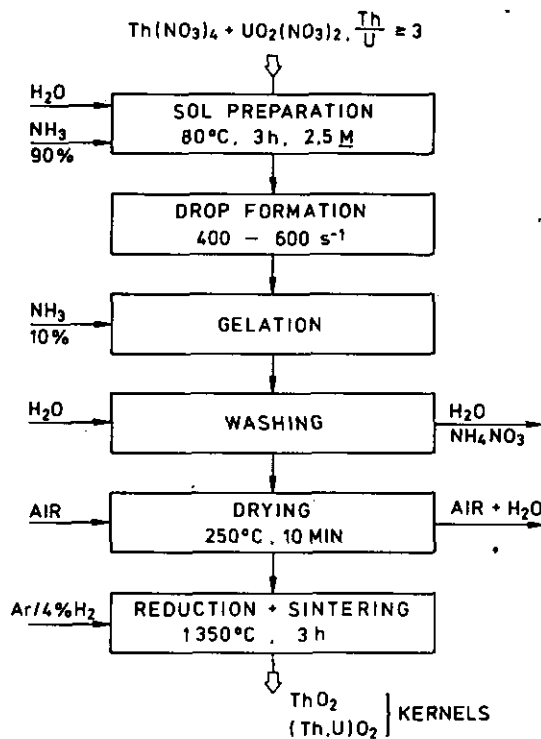 Th(NO₃)₄ + UO₂(NO₃)₂, Th/U ≥ 3
H₂O
NH₃
90%
SOL PREPARATION
80°C, 3h, 2,5 M
DROP FORMATION
400 – 600 s⁻¹
NH₃
10%
GELATION
H₂O
WASHING
H₂O
NH₄NO₃
AIR
DRYING
250°C, 10 MIN
AIR + H₂O
Ar/4%H₂
REDUCTION + SINTERING
1350°C, 3h
ThO₂
(Th,U)O₂
KERNELS